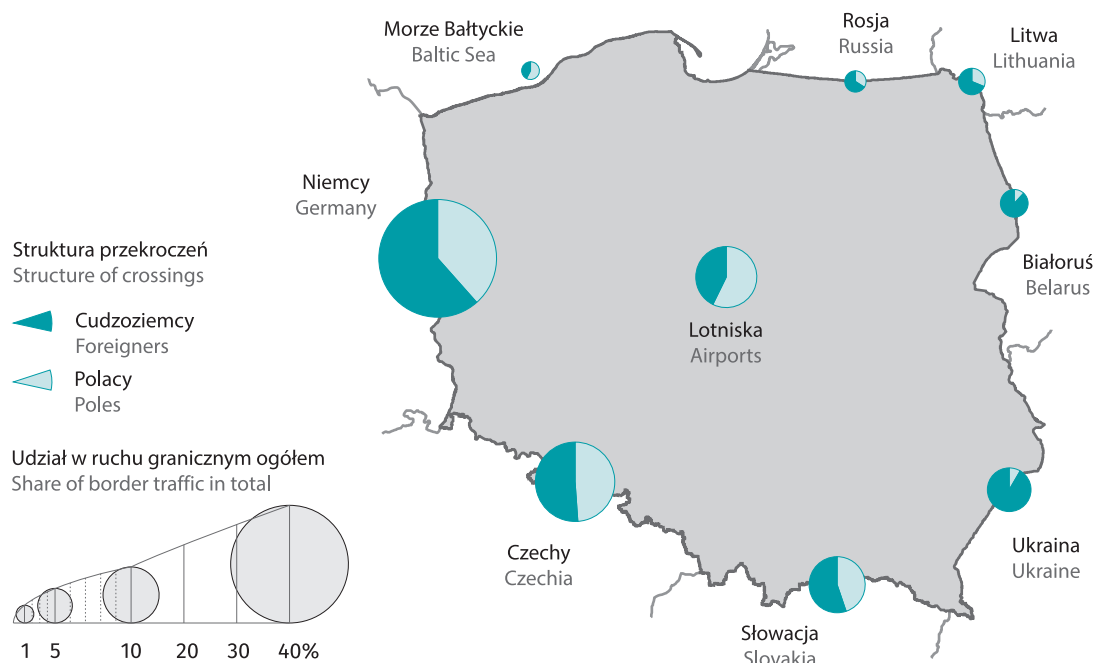 Morze Bałtyckie
Baltic Sea
Rosja
Russia
Litwa
Lithuania
Niemcy
Germany
Struktura przekroczeń
Structure of crossings
Cudzoziemcy
Foreigners
Polacy
Poles
Białoruś
Belarus
Lotniska
Airports
Udział w ruchu granicznym ogółem
Share of border traffic in total
Czechy
Czechia
Ukraina
Ukraine
Słowacja
Slovakia
1 5 10 20 30 40%